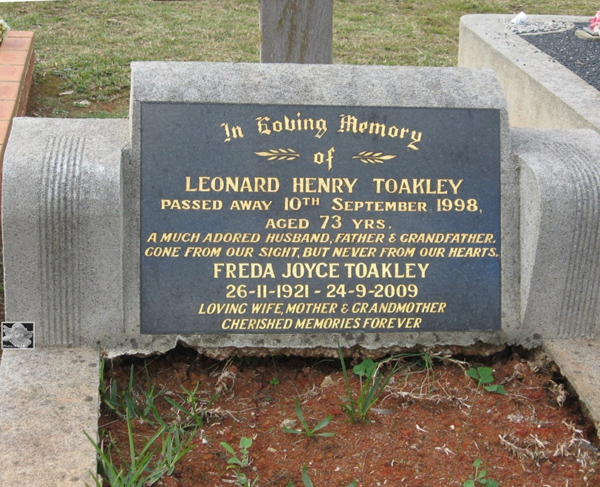 In Loving Memory
of
LEONARD HENRY TOAKLEY
PASSED AWAY 10TH SEPTEMBER 1998,
AGED 73 YRS.
A MUCH ADORED HUSBAND, FATHER & GRANDFATHER.
GONE FROM OUR SIGHT, BUT NEVER FROM OUR HEARTS.
FREDA JOYCE TOAKLEY
26-11-1921 - 24-9-2009
LOVING WIFE, MOTHER & GRANDMOTHER
CHERISHED MEMORIES FOREVER